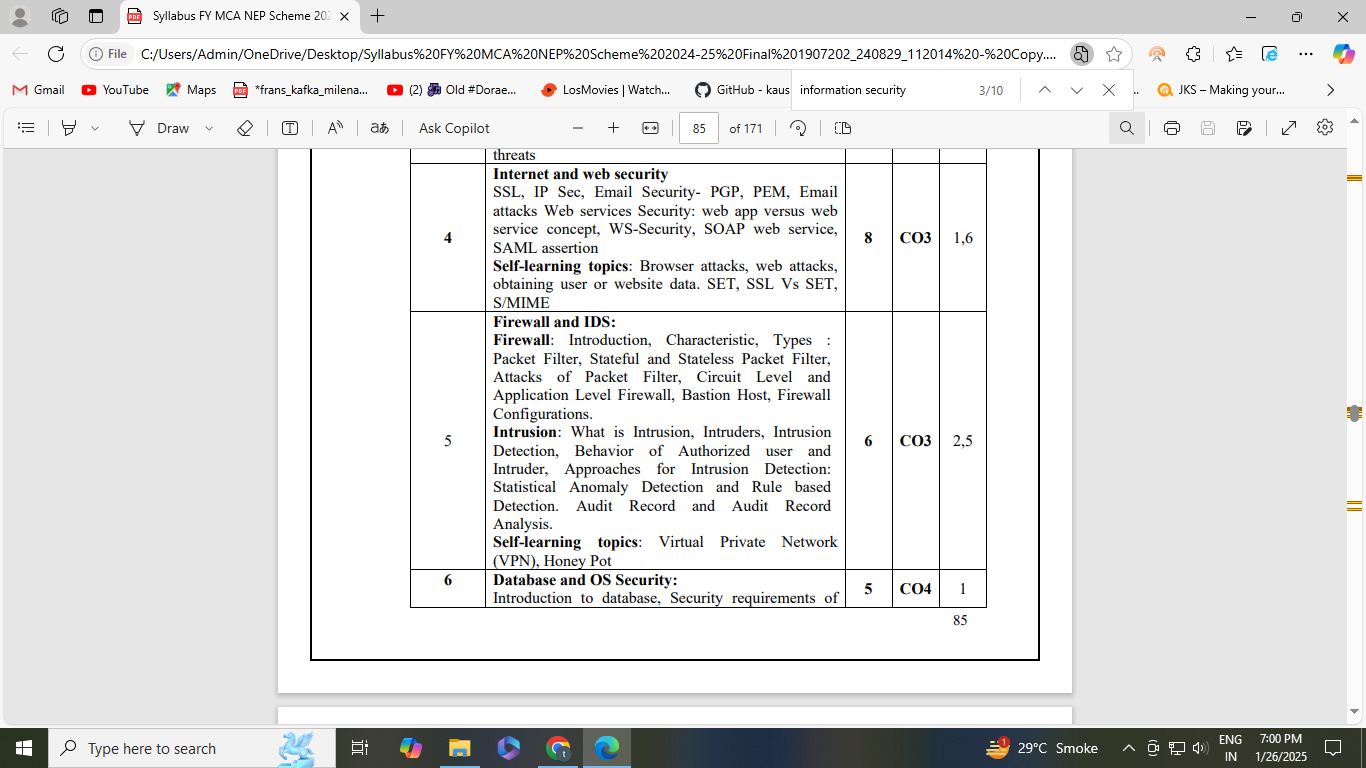 Syllabus FY MCA NEP Scheme 202
File
C:/Users/Admin/OneDrive/Desktop/Syllabus%20FY%20MCA%20NEP%20Scheme%202024-25%20Final%201907202_240829_112014%20-%20Copy....
Gmail
YouTube
Maps
*frans_kafka_milena...
(2) Old #Dorae...
LosMovies | Watch...
GitHub - kaus
information security
3/10
JKS – Making your...
Draw
Ask Copilot
85
of 171
threats
4
Internet and web security
SSL, IP Sec, Email Security- PGP, PEM, Email
attacks Web services Security: web app versus web
service concept, WS-Security, SOAP web service,
SAML assertion
Self-learning topics: Browser attacks, web attacks,
obtaining user or website data. SET, SSL Vs SET,
S/MIME
8
CO3
1,6
5
Firewall and IDS:
Firewall: Introduction, Characteristic, Types :
Packet Filter, Stateful and Stateless Packet Filter,
Attacks of Packet Filter, Circuit Level and
Application Level Firewall, Bastion Host, Firewall
Configurations.
Intrusion: What is Intrusion, Intruders, Intrusion
Detection, Behavior of Authorized user and
Intruder, Approaches for Intrusion Detection:
Statistical Anomaly Detection and Rule based
Detection. Audit Record and Audit Record
Analysis.
Self-learning topics: Virtual Private Network
(VPN), Honey Pot
6
CO3
2,5
6
Database and OS Security:
Introduction to database, Security requirements of
5
CO4
1
85
Type here to search
29°C Smoke
ENG
IN
7:00 PM
1/26/2025